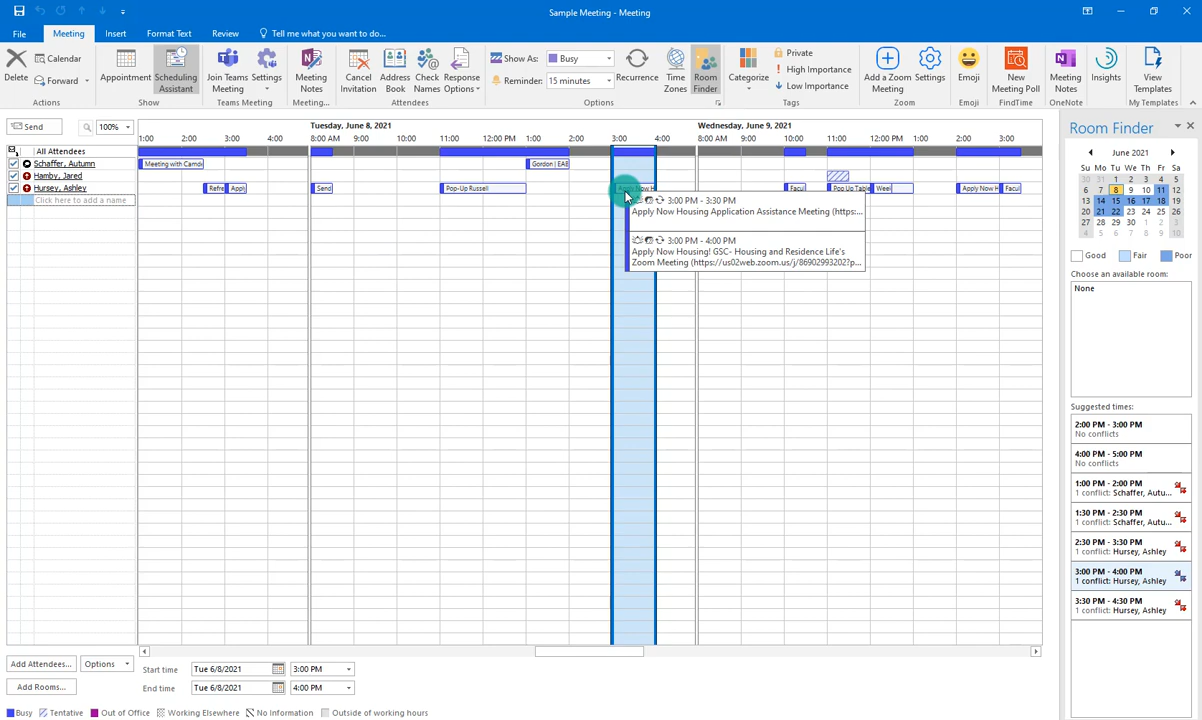 Sample Meeting - Meeting
File
Meeting
Insert
Format Text
Review
Tell me what you want to do...
Delete
Calendar
Forward
Actions
Appointment
Scheduling
Assistant
Show
Join Teams
Meeting
Settings
Teams Meeting
Meeting
Notes
Meeting...
Cancel
Invitation
Address
Book
Check
Names
Response
Options
Attendees
Show As:
Busy
Reminder:
15 minutes
Recurrence
Time
Zones
Room
Finder
Options
Categorize
Private
High Importance
Low Importance
Tags
Add a Zoom
Meeting
Settings
Zoom
Emoji
Emoji
New
Meeting Poll
FindTime
Meeting
Notes
OneNote
Insights
View
Templates
My Templates
Send
100%
Tuesday, June 8, 2021
Wednesday, June 9, 2021
1:00 2:00 3:00 4:00 8:00 AM 9:00 10:00 11:00 12:00 PM 1:00 2:00 3:00 4:00 8:00 AM 9:00 10:00 11:00 12:00 PM 1:00 2:00 3:00
All Attendees
Schaffer, Autumn
Meeting with Camd
Gordon | EAB
Hamby, Jared
Hursey, Ashley
Refre Appl Send Pop-Up Russell Apply Now H Facul Pop Up Table Weekl Apply Now H Facul
Click here to add a name
3:00 PM - 3:30 PM
Apply Now Housing Application Assistance Meeting (https:...
3:00 PM - 4:00 PM
Apply Now Housing! GSC- Housing and Residence Life's
Zoom Meeting (https://us02web.zoom.us/j/86902993202?p...
Room Finder
June 2021
Su Mo Tu We Th Fr Sa
30 31 1 2 3 4 5
6 7 8 9 10 11 12
13 14 15 16 17 18 19
20 21 22 23 24 25 26
27 28 29 30 1 2 3
4 5 6 7 8 9 10
Good Fair Poor
Choose an available room:
None
Suggested times:
2:00 PM - 3:00 PM
No conflicts
4:00 PM - 5:00 PM
No conflicts
1:00 PM - 2:00 PM
1 conflict: Schaffer, Autu...
1:30 PM - 2:30 PM
1 conflict: Schaffer, Autu...
2:30 PM - 3:30 PM
1 conflict: Hursey, Ashley
3:00 PM - 4:00 PM
1 conflict: Hursey, Ashley
3:30 PM - 4:30 PM
1 conflict: Hursey, Ashley
Add Attendees... Options
Add Rooms...
Start time Tue 6/8/2021 3:00 PM
End time Tue 6/8/2021 4:00 PM
Busy Tentative Out of Office Working Elsewhere No Information Outside of working hours